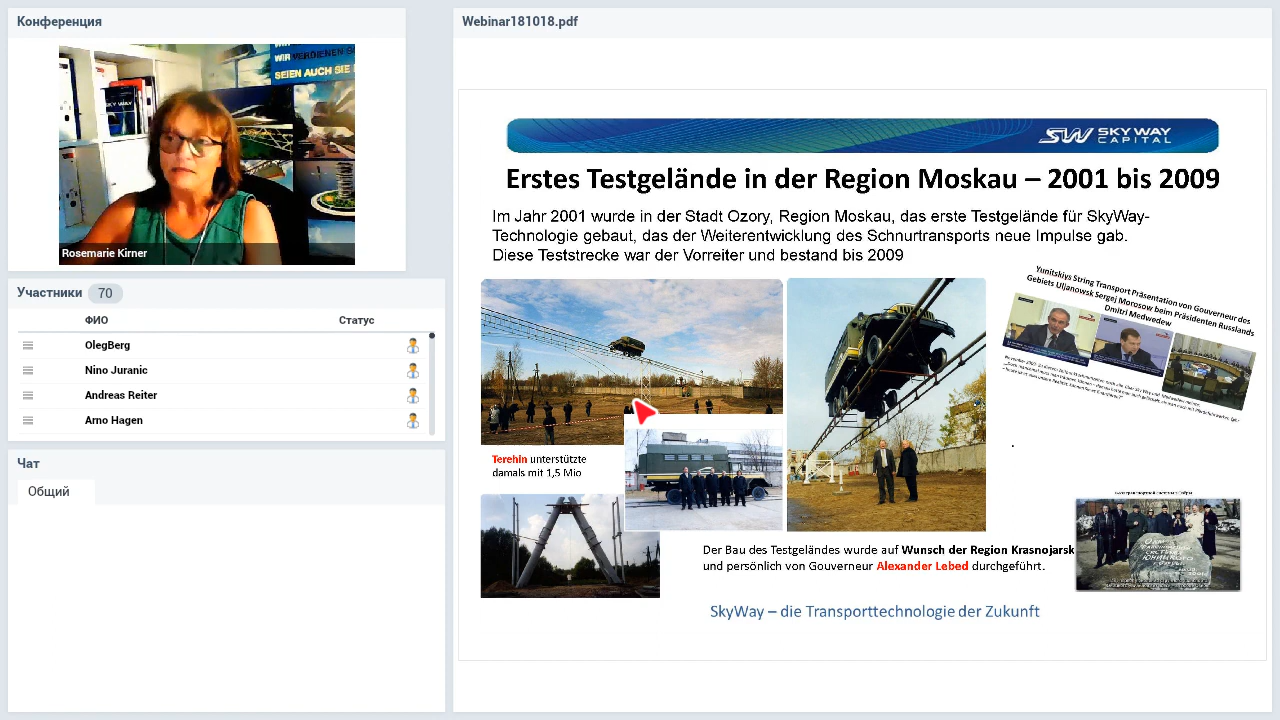 Конференция
WIR VERDIENEN
SEIEN AUCH SIE
SKY WAY
Rosemarie Kirner
Участники 70
ФИО Статус
OlegBerg
Nino Juranic
Andreas Reiter
Arno Hagen
Чат
Общий
Webinar181018.pdf
SW SKY WAY
CAPITAL
Erstes Testgelände in der Region Moskau – 2001 bis 2009
Im Jahr 2001 wurde in der Stadt Ozory, Region Moskau, das erste Testgelände für SkyWay-
Technologie gebaut, das der Weiterentwicklung des Schnurtransports neue Impulse gab.
Diese Teststrecke war der Vorreiter und bestand bis 2009
Yunitskiys String Transport Präsentation von Gouverneur des
Gebiets Uljanowsk Sergej Morosow beim Präsidenten Russlands
Dmitri Medwedew
Terehin unterstützte
damals mit 1,5 Mio
Der Bau des Testgeländes wurde auf Wunsch der Region Krasnojarsk
und persönlich von Gouverneur Alexander Lebed durchgeführt.
SkyWay – die Transporttechnologie der Zukunft